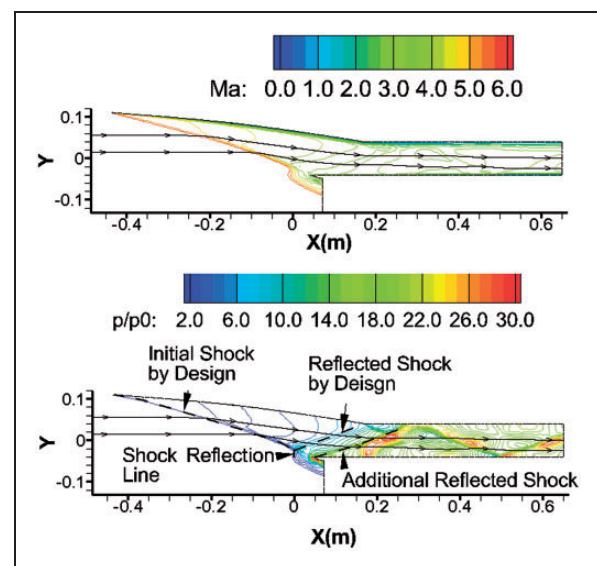 Ma: 0.0 1.0 2.0 3.0 4.0 5.0 6.0
0.1
0
-0.1
Y
-0.4 -0.2 0 0.2 0.4 0.6
X(m)
p/p0: 2.0 6.0 10.0 14.0 18.0 22.0 26.0 30.0
Initial Shock
by Design
Reflected Shock
by Deisgn
0.1
0
-0.1
Y
Shock Reflection
Line
Additional Reflected Shock
-0.4 -0.2 0 0.2 0.4 0.6
X(m)